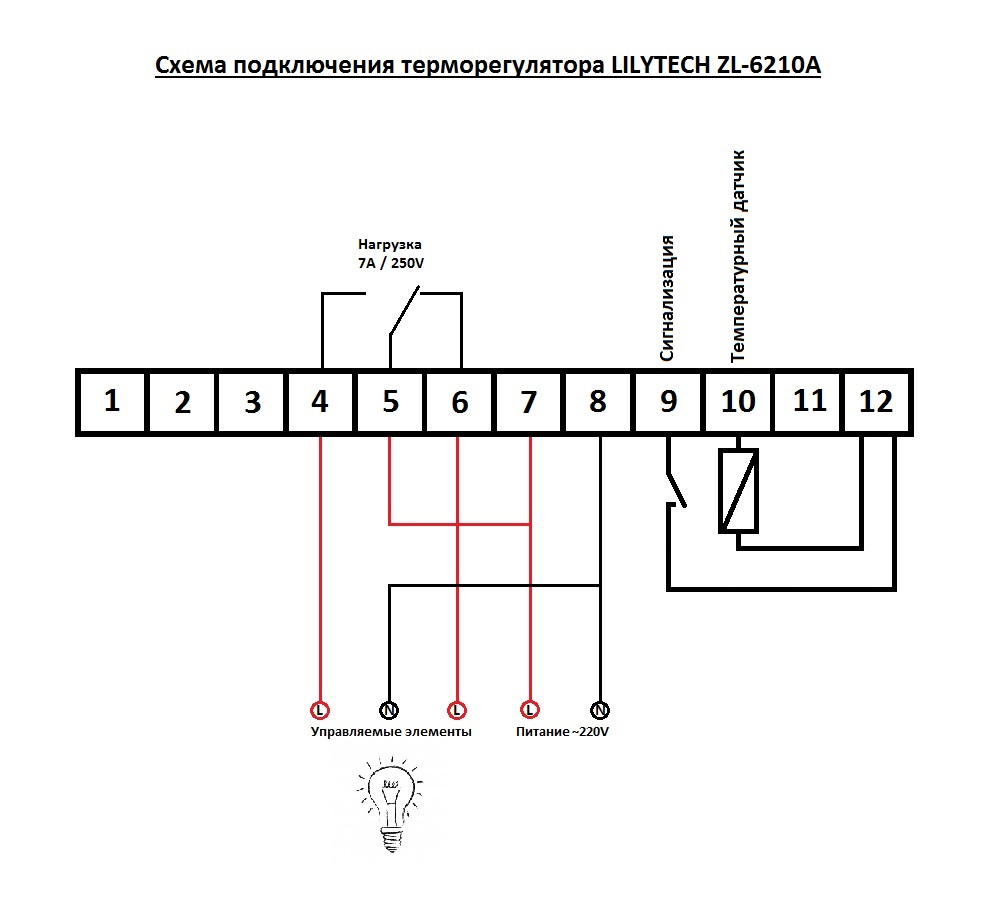 Схема подключения терморегулятора LILYTECH ZL-6210A
Нагрузка
7A / 250V
Сигнализация
Температурный датчик
1 2 3 4 5 6 7 8 9 10 11 12
L N L L N
Управляемые элементы Питание ~220V